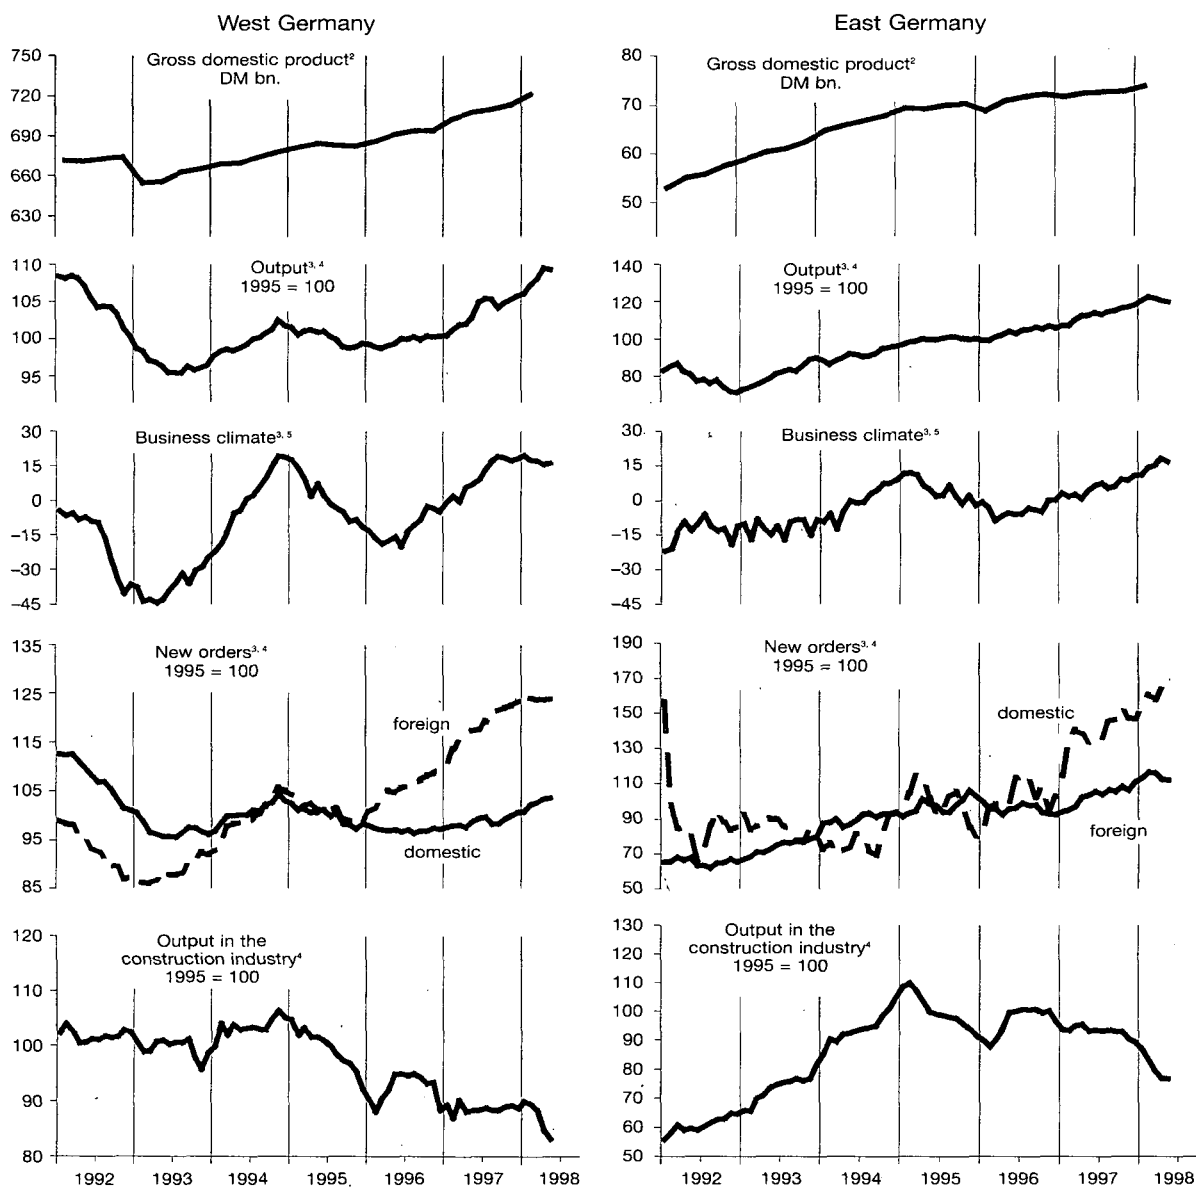 West Germany
East Germany
Gross domestic product²
DM bn.
750
720
690
660
630
Gross domestic product²
DM bn.
80
70
60
50
Output³,⁴
1995 = 100
110
105
100
95
Output³,⁴
1995 = 100
140
120
100
80
Business climate³,⁵
30
15
0
−15
−30
−45
Business climate³,⁵
30
15
0
−15
−30
−45
New orders³,⁴
1995 = 100
135
125
115
105
95
85
foreign
domestic
New orders³,⁴
1995 = 100
190
170
150
130
110
90
70
50
domestic
foreign
Output in the
construction industry⁴
1995 = 100
120
110
100
90
80
1992 1993 1994 1995 1996 1997 1998
Output in the
construction industry⁴
1995 = 100
130
120
110
100
90
80
70
60
50
1992 1993 1994 1995 1996 1997 1998